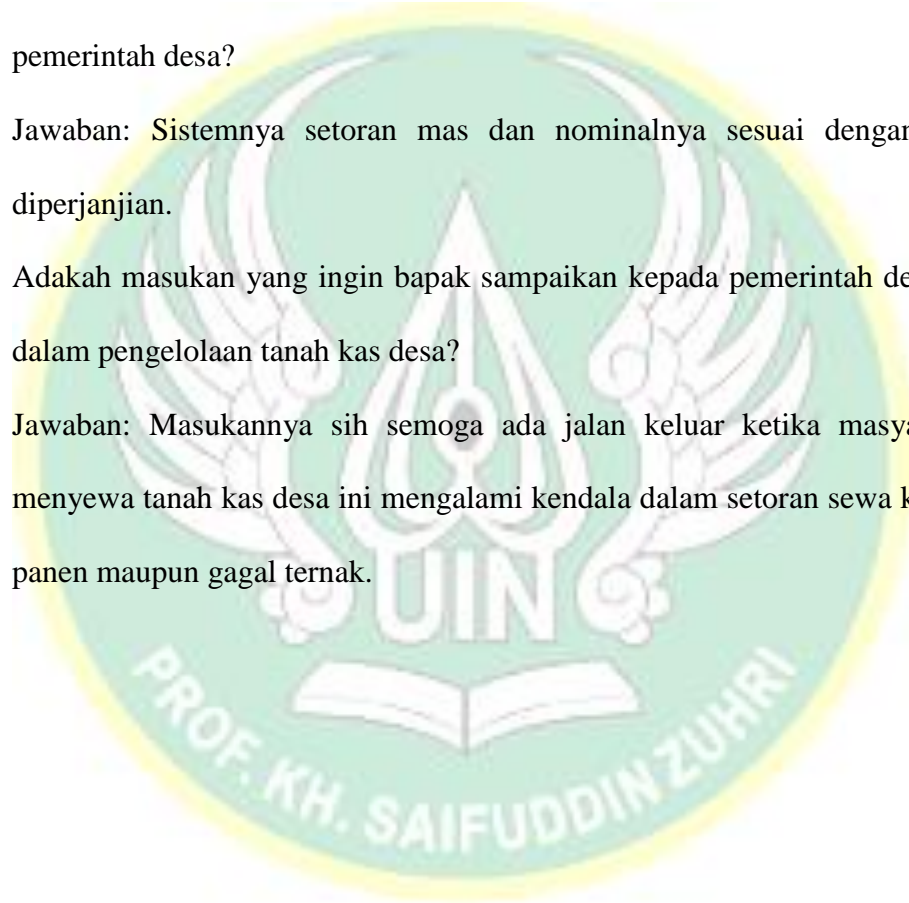 pemerintah desa?
Jawaban: Sistemnya setoran mas dan nominalnya sesuai dengan
diperjanjian.
Adakah masukan yang ingin bapak sampaikan kepada pemerintah
dalam pengelolaan tanah kas desa?
Jawaban: Masukannya sih semoga ada jalan keluar ketika
menyewa tanah kas desa ini mengalami kendala dalam setoran sewa
panen maupun gagal ternak.
UIN
PROF. KH. SAIFUDDIN ZUHRI